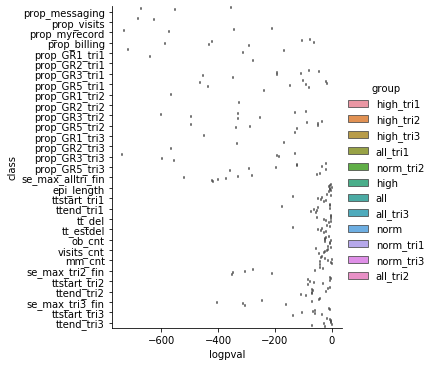 prop_messaging
prop_visits
prop_myrecord
prop_billing
prop_GR1_tri1
prop_GR2_tri1
prop_GR3_tri1
prop_GR5_tri1
prop_GR1_tri2
prop_GR2_tri2
prop_GR3_tri2
prop_GR5_tri2
prop_GR1_tri3
prop_GR2_tri3
prop_GR3_tri3
prop_GR5_tri3
se_max_alltri_fin
epi_length
ttstart_tri1
ttend_tri1
tt_del
tt_estdel
ob_cnt
visits_cnt
mm_cnt
se_max_tri2_fin
ttstart_tri2
ttend_tri2
se_max_tri3_fin
ttstart_tri3
ttend_tri3
class
−600
−400
−200
0
logpval
group
high_tri1
high_tri2
high_tri3
all_tri1
norm_tri2
high
all
all_tri3
norm
norm_tri1
norm_tri3
all_tri2